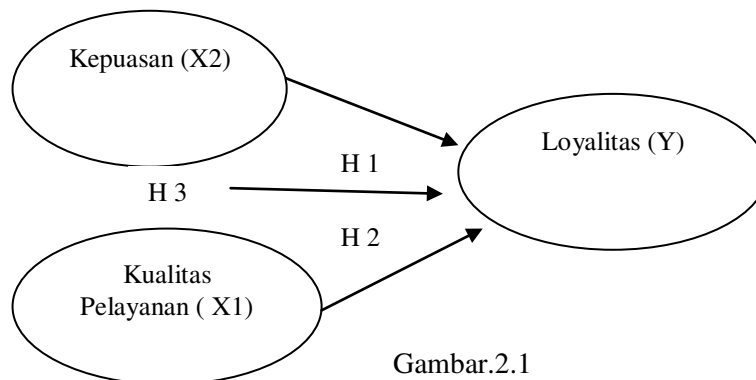 Kepuasan (X2)
Loyalitas (Y)
H 1
H 3
H 2
Kualitas
Pelayanan ( X1)
Gambar.2.1